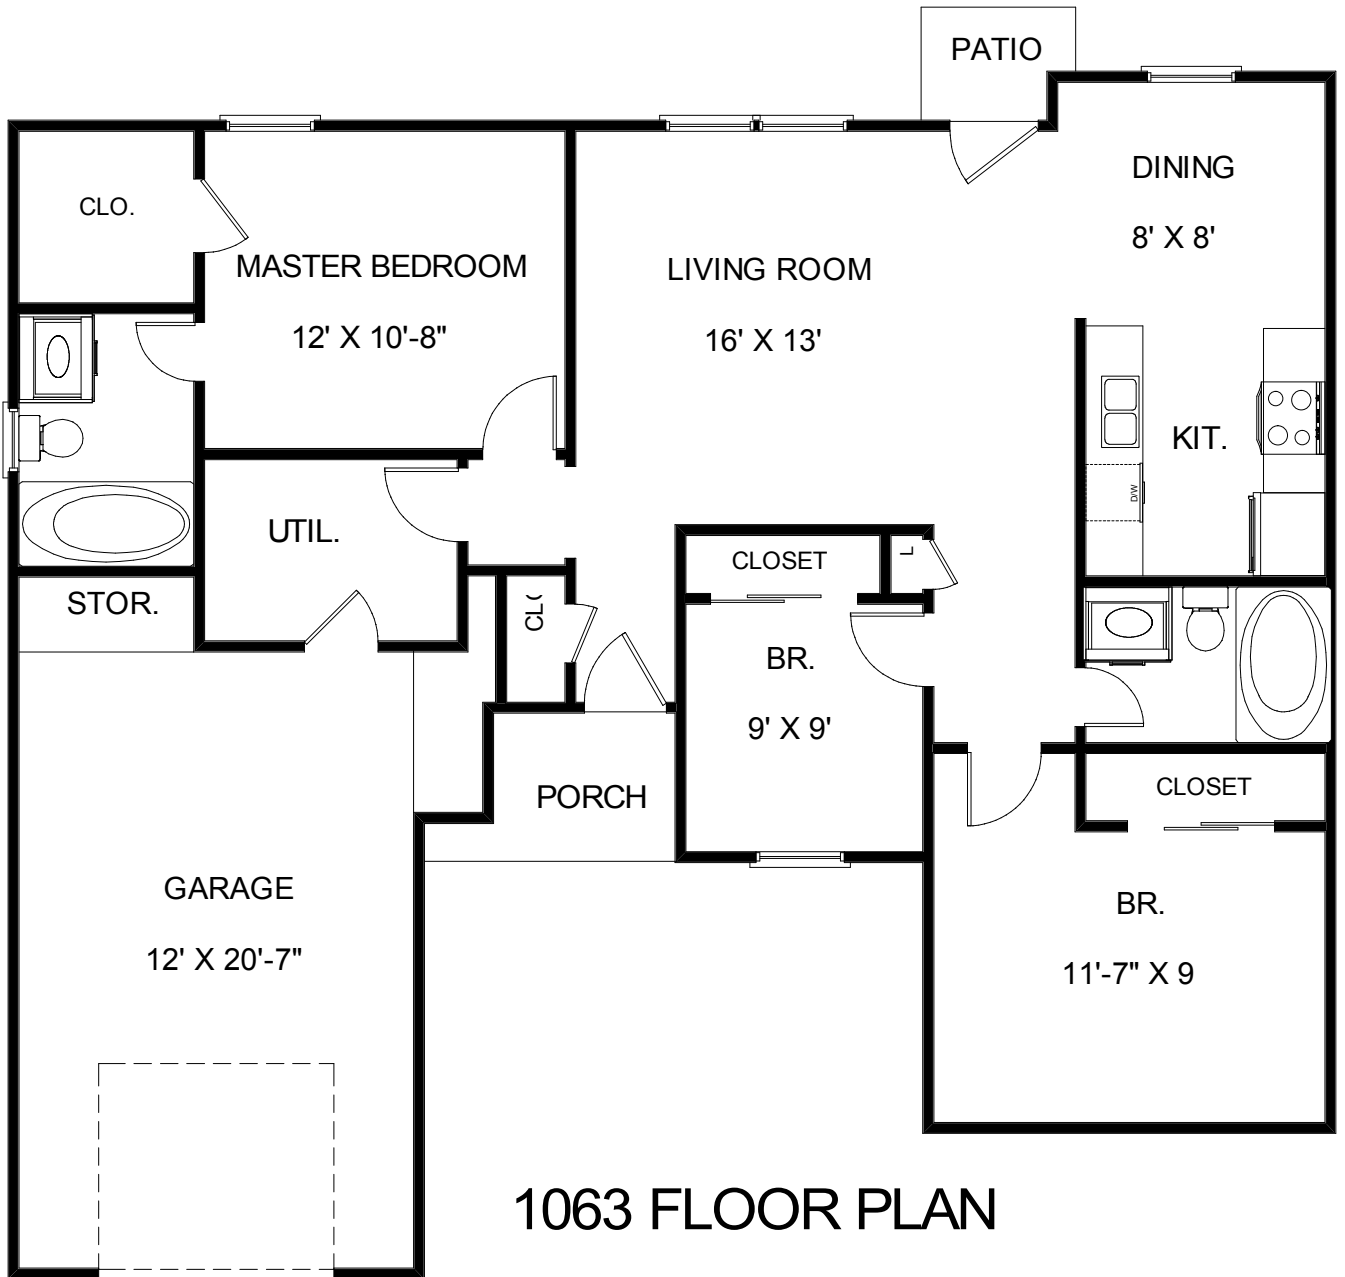 PATIO
DINING
8' X 8'
CLO.
MASTER BEDROOM
12' X 10'-8"
LIVING ROOM
16' X 13'
KIT.
D/W
UTIL.
CLOSET
L
STOR.
BR.
9' X 9'
PORCH
CLOSET
GARAGE
12' X 20'-7"
BR.
11'-7" X 9
1063 FLOOR PLAN